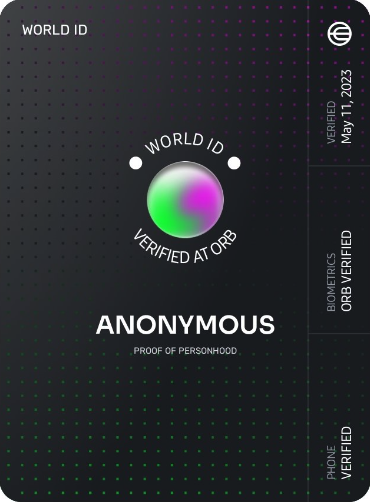 WORLD ID
WORLD ID
VERIFIED AT ORB
ANONYMOUS
PROOF OF PERSONHOOD
VERIFIED
May 11, 2023
BIOMETRICS
ORB VERIFIED
PHONE
VERIFIED